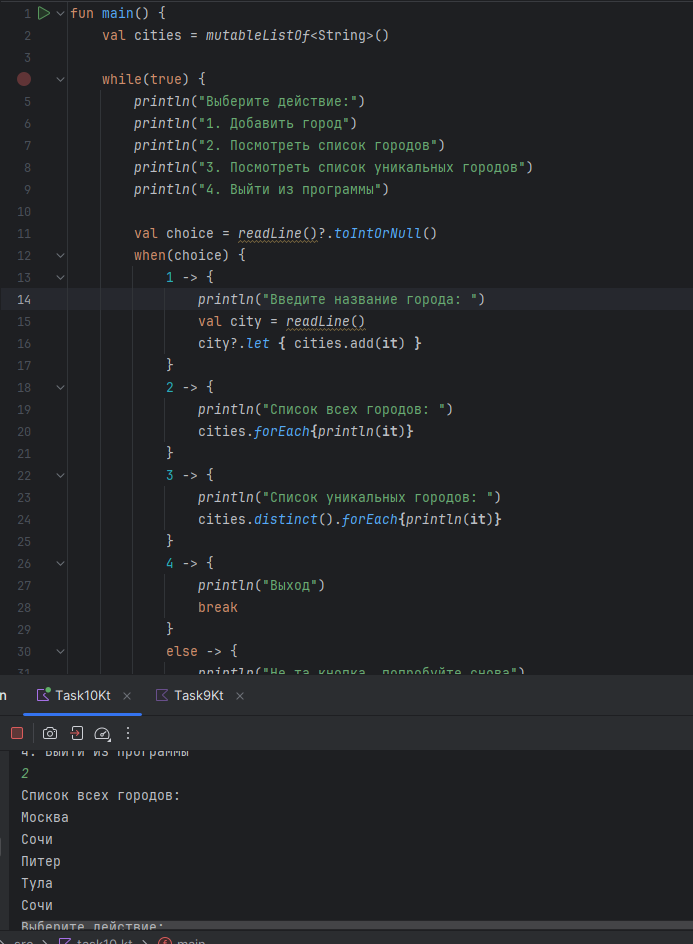 1 fun main() {
2 val cities = mutableListOf<String>()
3
while(true) {
5 println("Выберите действие:")
6 println("1. Добавить город")
7 println("2. Посмотреть список городов")
8 println("3. Посмотреть список уникальных городов")
9 println("4. Выйти из программы")
10
11 val choice = readLine()?.toIntOrNull()
12 when(choice) {
13 1 -> {
14 println("Введите название города: ")
15 val city = readLine()
16 city?.let { cities.add(it) }
17 }
18 2 -> {
19 println("Список всех городов: ")
20 cities.forEach{println(it)}
21 }
22 3 -> {
23 println("Список уникальных городов: ")
24 cities.distinct().forEach{println(it)}
25 }
26 4 -> {
27 println("Выход")
28 break
29 }
30 else -> {
31 println("Не та кнопка, попробуйте снова")
n Task10Kt × Task9Kt ×
4. Выйти из программы
2
Список всех городов:
Москва
Сочи
Питер
Тула
Сочи
Выберите действие:
src > task10.kt > main